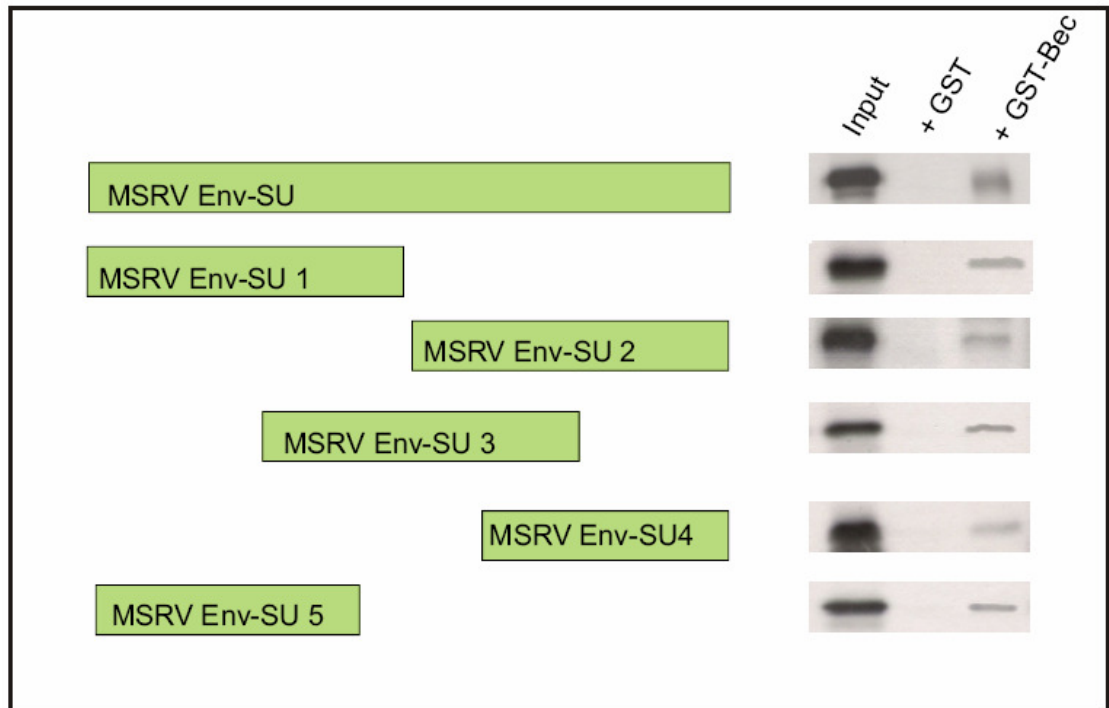 Input
+ GST
+ GST-Bec
MSRV Env-SU
MSRV Env-SU 1
MSRV Env-SU 2
MSRV Env-SU 3
MSRV Env-SU4
MSRV Env-SU 5